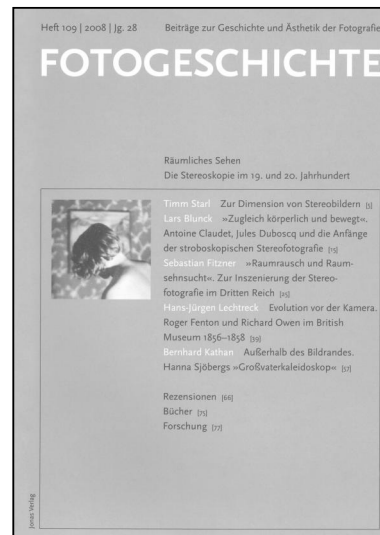 Heft 109 | 2008 | Jg. 28 Beiträge zur Geschichte und Ästhetik der Fotografie
FOTOGESCHICHTE
Räumliches Sehen
Die Stereoskopie im 19. und 20. Jahrhundert
Timm Starl Zur Dimension von Stereobildern [5]
Lars Blunck »Zugleich körperlich und bewegt«.
Antoine Claudet, Jules Duboscq und die Anfänge
der stroboskopischen Stereofotografie [15]
Sebastian Fitzner »Raumrausch und Raum-
sehnsucht«. Zur Inszenierung der Stereo-
fotografie im Dritten Reich [25]
Hans-Jürgen Lechtreck Evolution vor der Kamera.
Roger Fenton und Richard Owen im British
Museum 1856–1858 [39]
Bernhard Kathan Außerhalb des Bildrandes.
Hanna Sjöbergs »Großvaterkaleidoskop« [57]
Rezensionen [66]
Bücher [75]
Forschung [77]
Jonas Verlag